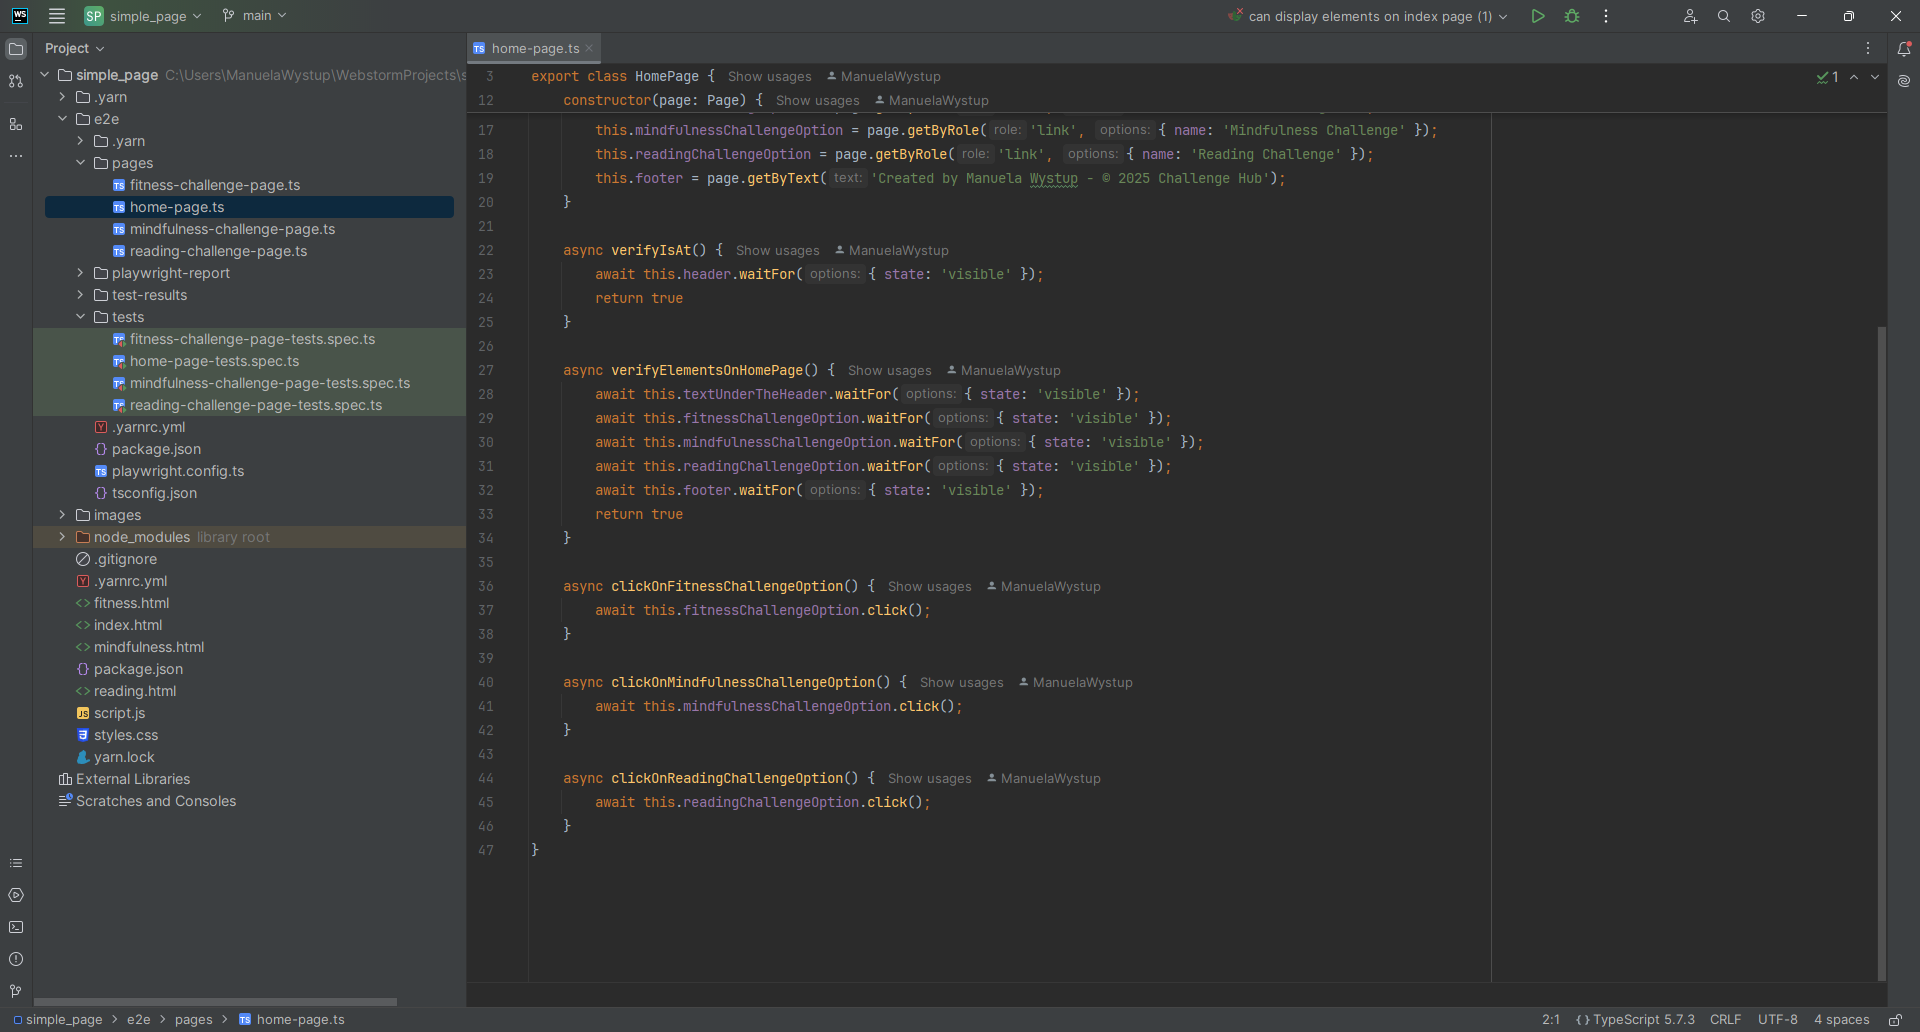 WS
SP simple_page
main
can display elements on index page (1)
Project
TS home-page.ts
simple_page C:\Users\ManuelaWystup\WebstormProjects\s
.yarn
e2e
.yarn
pages
TS fitness-challenge-page.ts
TS home-page.ts
TS mindfulness-challenge-page.ts
TS reading-challenge-page.ts
playwright-report
test-results
tests
fitness-challenge-page-tests.spec.ts
home-page-tests.spec.ts
mindfulness-challenge-page-tests.spec.ts
reading-challenge-page-tests.spec.ts
Y .yarnrc.yml
{} package.json
TS playwright.config.ts
{} tsconfig.json
images
node_modules library root
.gitignore
Y .yarnrc.yml
<> fitness.html
<> index.html
<> mindfulness.html
{} package.json
<> reading.html
JS script.js
styles.css
yarn.lock
External Libraries
Scratches and Consoles
1
3 export class HomePage { Show usages ManuelaWystup
12 constructor(page: Page) { Show usages ManuelaWystup
17 this.mindfulnessChallengeOption = page.getByRole( role: 'link', options: { name: 'Mindfulness Challenge' });
18 this.readingChallengeOption = page.getByRole( role: 'link', options: { name: 'Reading Challenge' });
19 this.footer = page.getByText( text: 'Created by Manuela Wystup - © 2025 Challenge Hub');
20 }
21
22 async verifyIsAt() { Show usages ManuelaWystup
23 await this.header.waitFor( options: { state: 'visible' });
24 return true
25 }
26
27 async verifyElementsOnHomePage() { Show usages ManuelaWystup
28 await this.textUnderTheHeader.waitFor( options: { state: 'visible' });
29 await this.fitnessChallengeOption.waitFor( options: { state: 'visible' });
30 await this.mindfulnessChallengeOption.waitFor( options: { state: 'visible' });
31 await this.readingChallengeOption.waitFor( options: { state: 'visible' });
32 await this.footer.waitFor( options: { state: 'visible' });
33 return true
34 }
35
36 async clickOnFitnessChallengeOption() { Show usages ManuelaWystup
37 await this.fitnessChallengeOption.click();
38 }
39
40 async clickOnMindfulnessChallengeOption() { Show usages ManuelaWystup
41 await this.mindfulnessChallengeOption.click();
42 }
43
44 async clickOnReadingChallengeOption() { Show usages ManuelaWystup
45 await this.readingChallengeOption.click();
46 }
47 }
simple_page > e2e > pages > TS home-page.ts
2:1 {} TypeScript 5.7.3 CRLF UTF-8 4 spaces